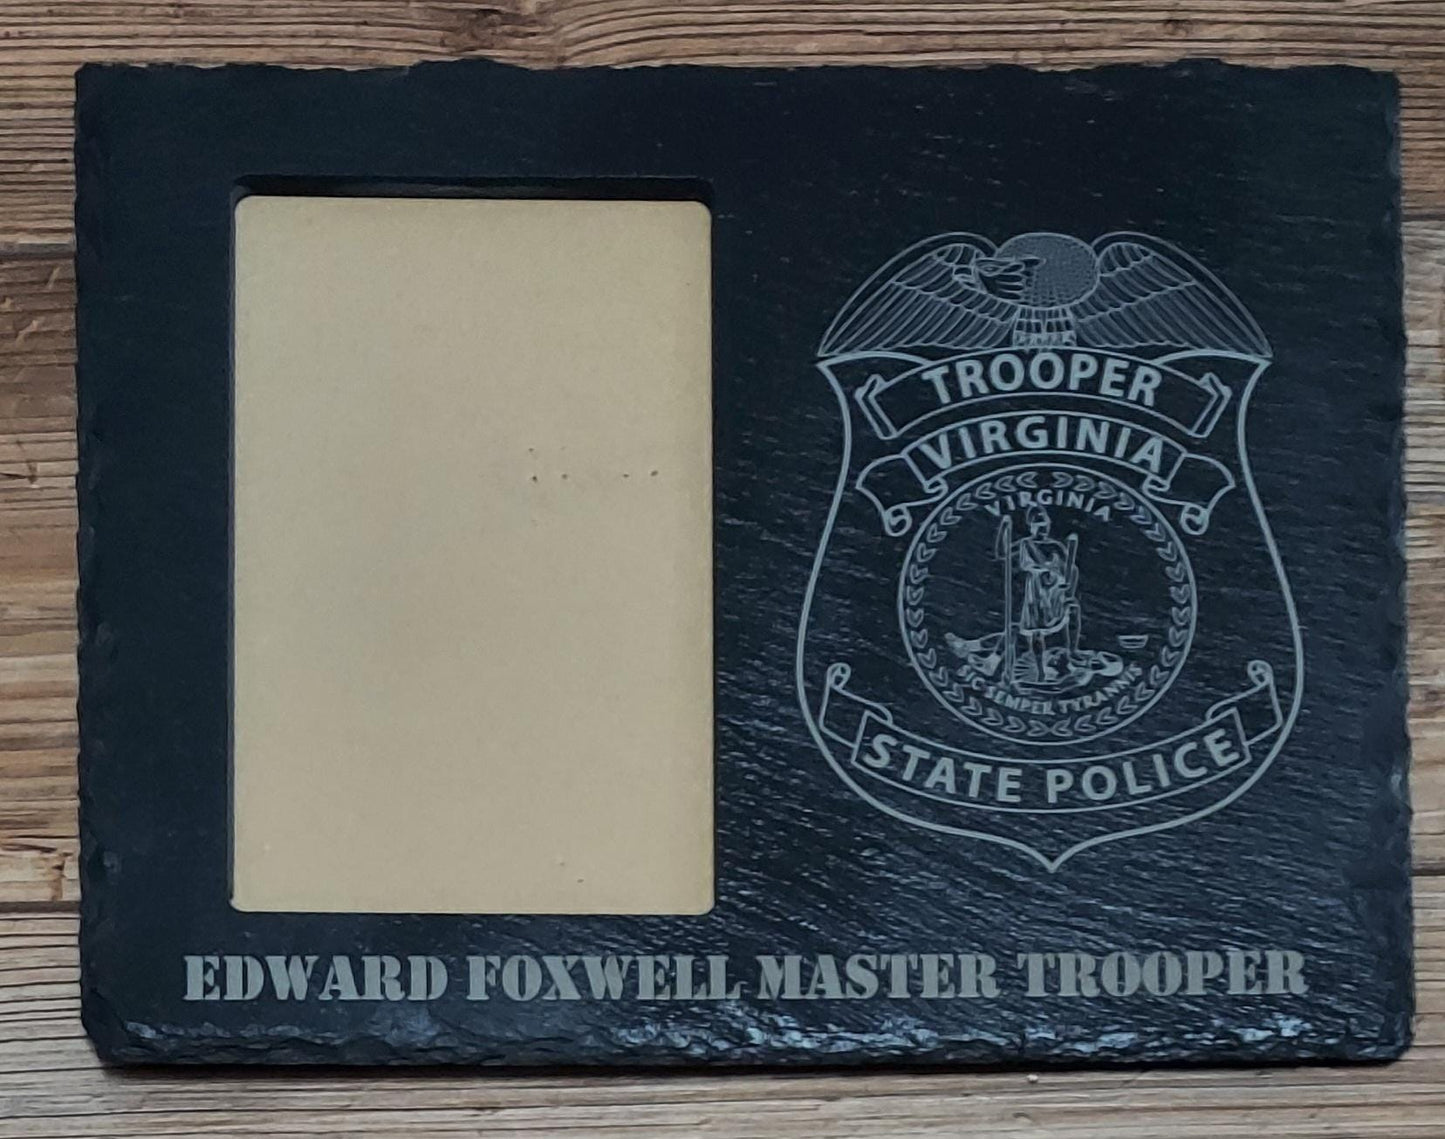 TROOPER
VIRGINIA
VIRGINIA
SIC SEMPER TYRANNIS
STATE POLICE
EDWARD FOXWELL MASTER TROOPER